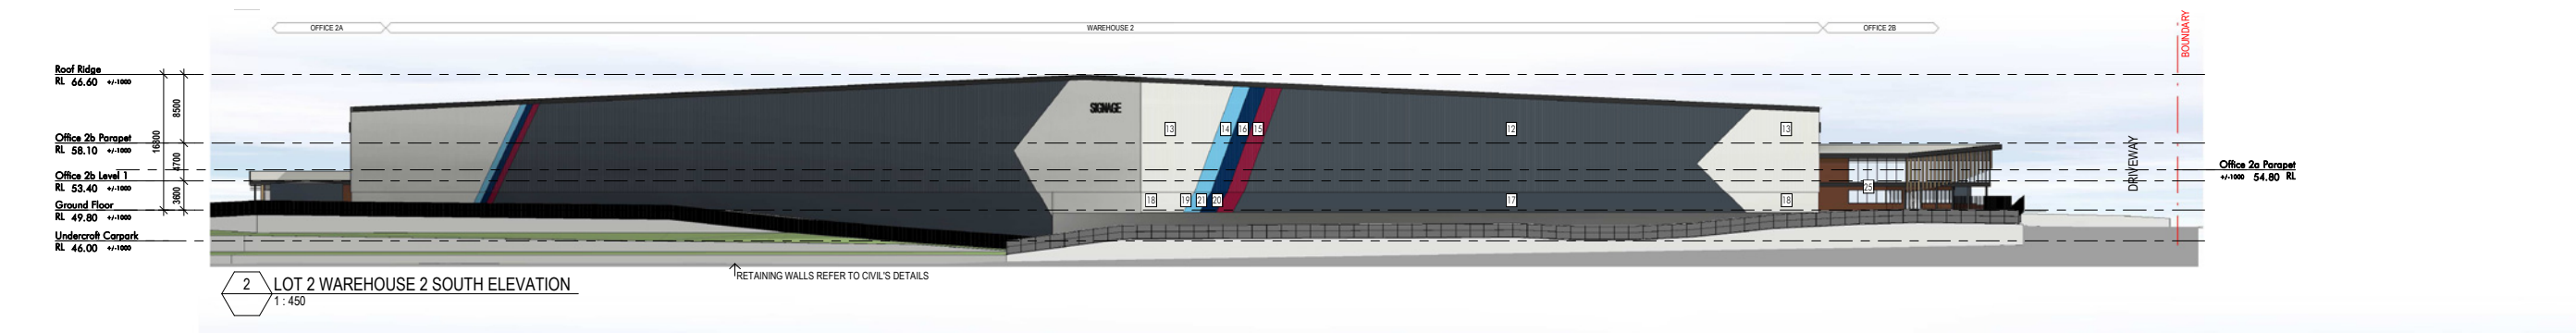 OFFICE 2A
WAREHOUSE 2
OFFICE 2B
BOUNDARY
Roof Ridge
RL 66.60 +/-1000
8500
16800
SIGNAGE
13
14
16
15
12
13
Office 2b Parapet
RL 58.10 +/-1000
4700
DRIVEWAY
Office 2a Parapet
+/-1000 54.80 RL
Office 2b Level 1
RL 53.40 +/-1000
3600
25
18
19
21
20
17
18
Ground Floor
RL 49.80 +/-1000
Undercroft Carpark
RL 46.00 +/-1000
RETAINING WALLS REFER TO CIVIL'S DETAILS
2
LOT 2 WAREHOUSE 2 SOUTH ELEVATION
1 : 450